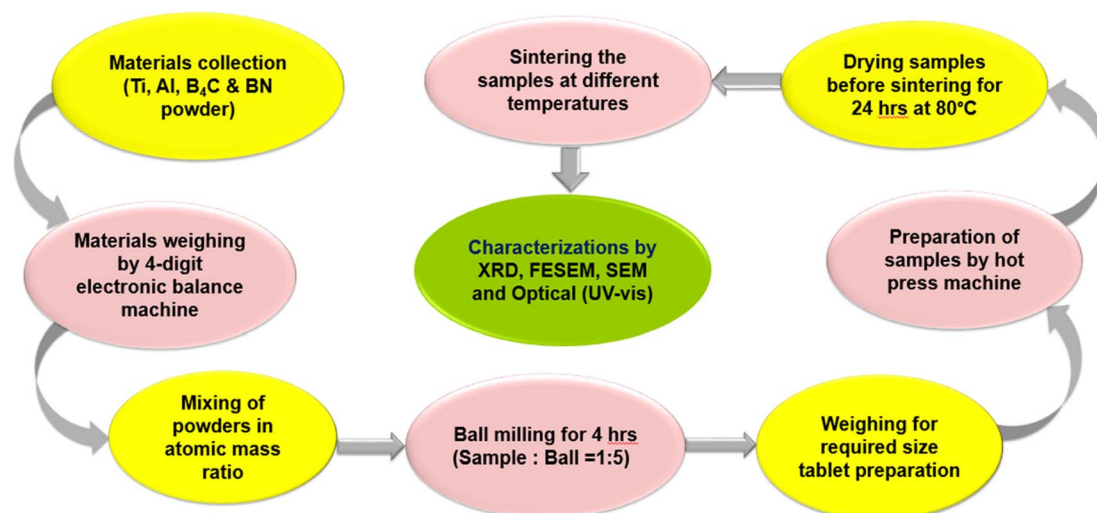 Materials collection
(Ti, Al, B₄C & BN
powder)
Materials weighing
by 4-digit
electronic balance
machine
Mixing of
powders in
atomic mass
ratio
Ball milling for 4 hrs
(Sample : Ball =1:5)
Weighing for
required size
tablet preparation
Preparation of
samples by hot
press machine
Drying samples
before sintering for
24 hrs at 80°C
Sintering the
samples at different
temperatures
Characterizations by
XRD, FESEM, SEM
and Optical (UV-vis)